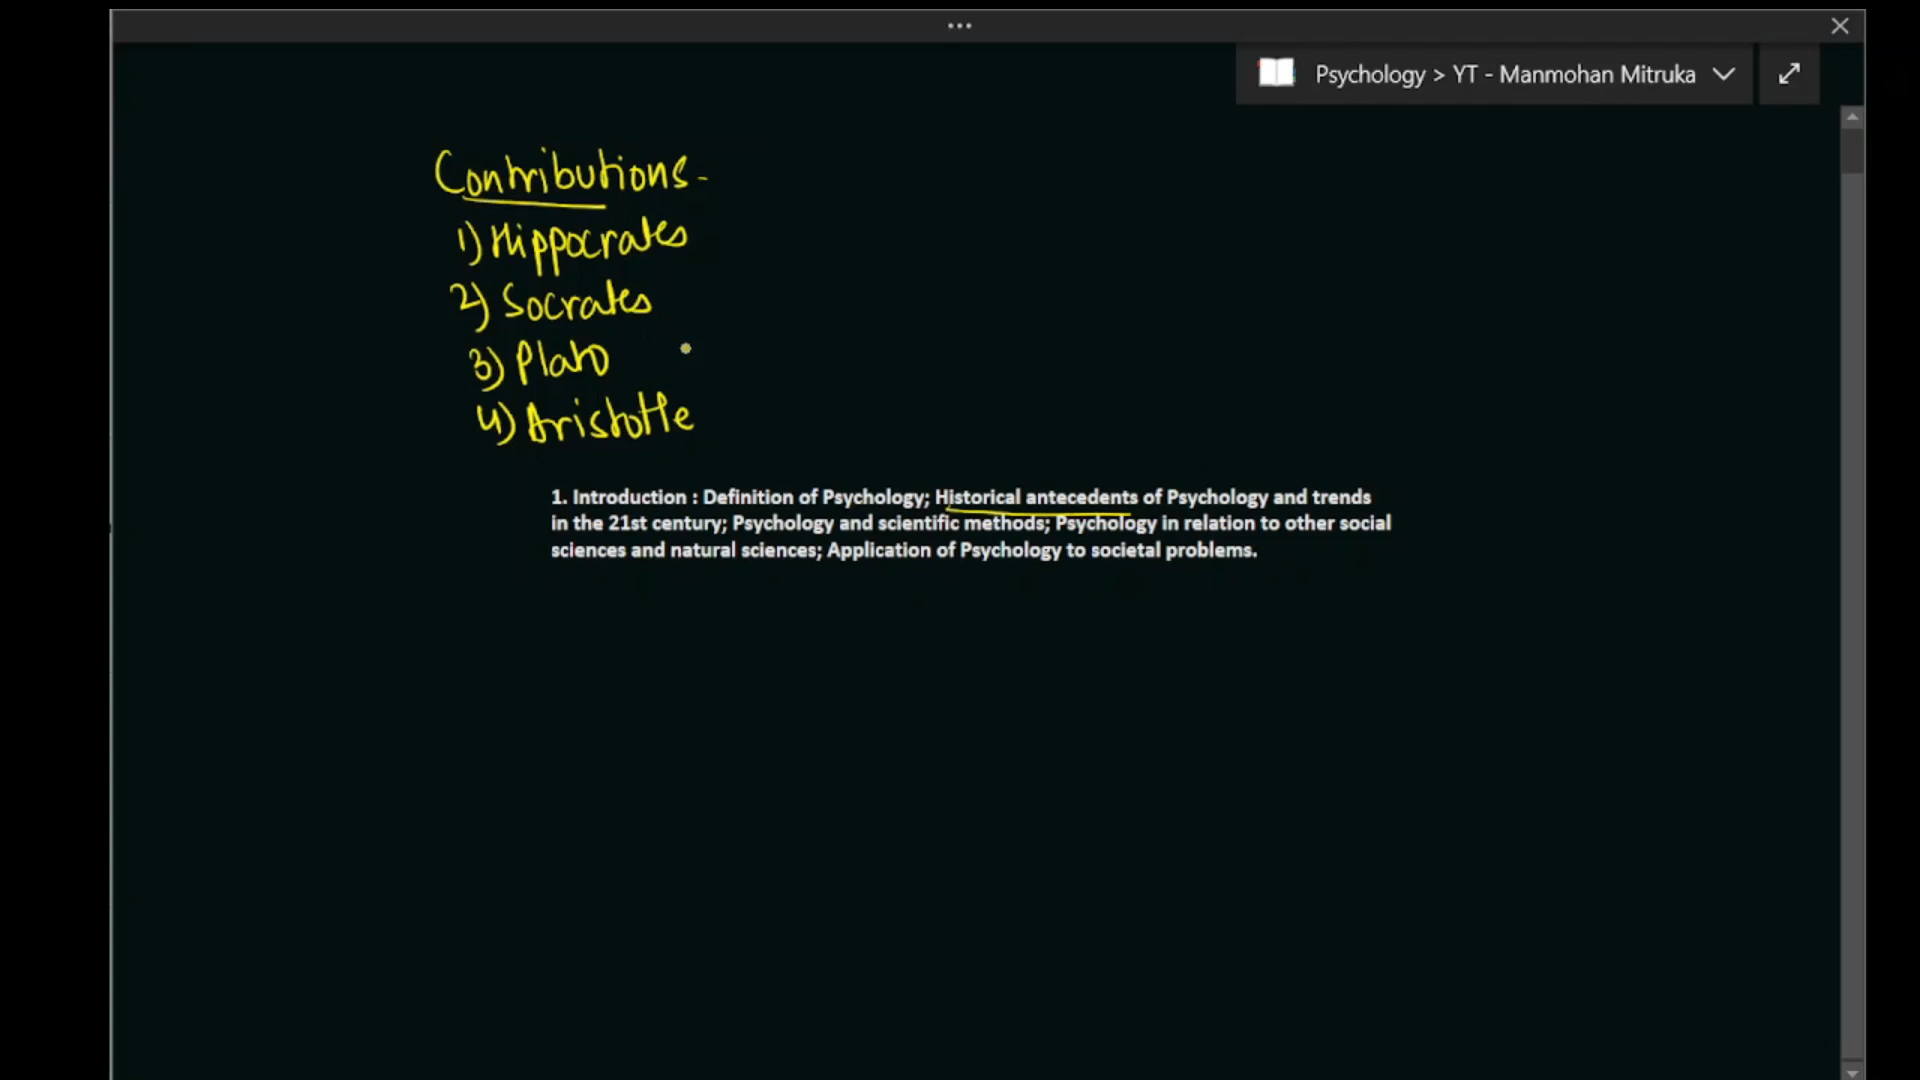 Psychology > YT - Manmohan Mitruka
Contributions -
1) Hippocrates
2) Socrates
3) Plato
4) Aristotle
1. Introduction : Definition of Psychology; Historical antecedents of Psychology and trends
in the 21st century; Psychology and scientific methods; Psychology in relation to other social
sciences and natural sciences; Application of Psychology to societal problems.